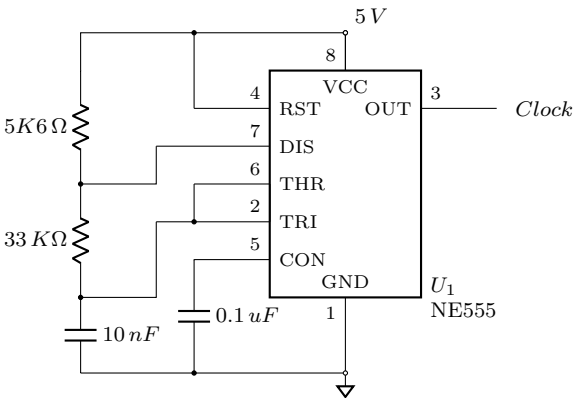 5 V
8
VCC
4
RST
OUT
3
Clock
5K6 Ω
7
DIS
6
THR
2
TRI
33 KΩ
5
CON
GND
U1
NE555
1
0.1 uF
10 nF